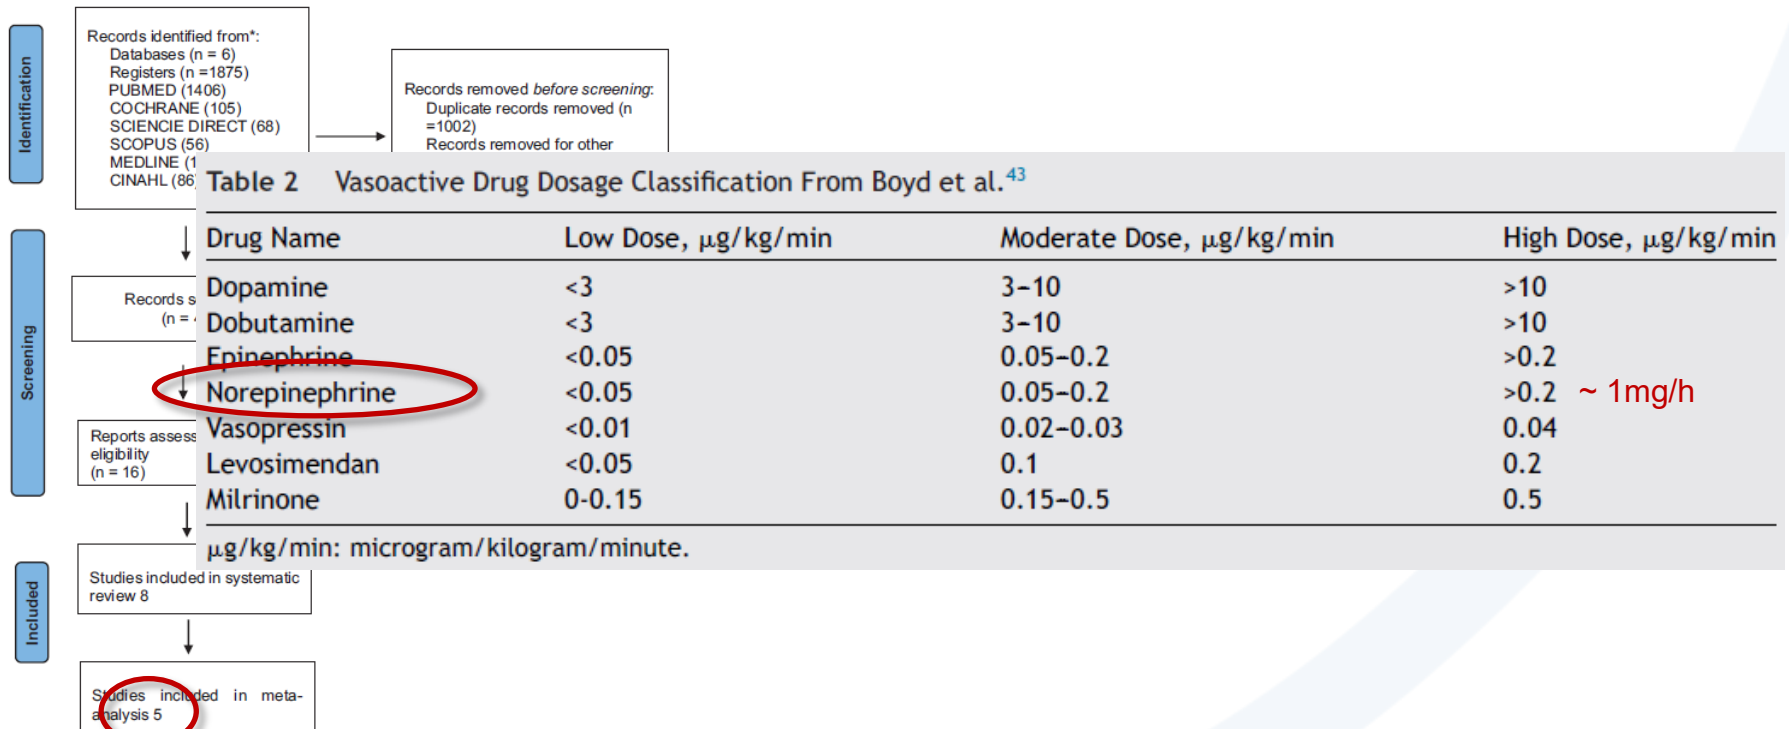 Identification
Records identified from*:
Databases (n = 6)
Registers (n =1875)
PUBMED (1406)
COCHRANE (105)
SCIENCIE DIRECT (68)
SCOPUS (56)
MEDLINE (1
CINAHL (86)
Records removed before screening:
Duplicate records removed (n
=1002)
Records removed for other
Table 2 Vasoactive Drug Dosage Classification From Boyd et al.43
Drug Name Low Dose, μg/kg/min Moderate Dose, μg/kg/min High Dose, μg/kg/min
Dopamine <3 3–10 >10
Dobutamine <3 3–10 >10
Epinephrine <0.05 0.05–0.2 >0.2
Norepinephrine <0.05 0.05–0.2 >0.2 ~ 1mg/h
Vasopressin <0.01 0.02–0.03 0.04
Levosimendan <0.05 0.1 0.2
Milrinone 0-0.15 0.15–0.5 0.5
μg/kg/min: microgram/kilogram/minute.
Screening
Records s
(n =
Reports assess
eligibility
(n = 16)
Included
Studies included in systematic
review 8
Studies included in meta-
analysis 5